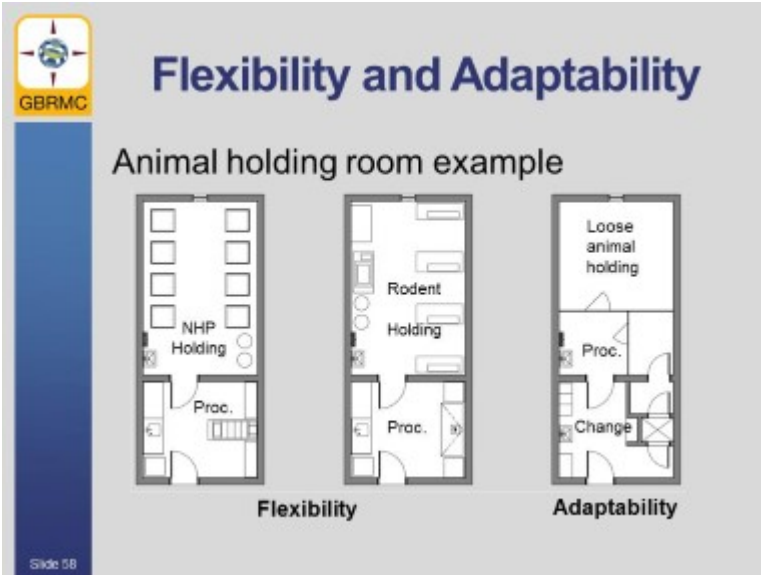 GBRMC
Flexibility and Adaptability
Animal holding room example
NHP
Holding
Proc.
Rodent
Holding
Proc.
Loose
animal
holding
Proc.
Change
Flexibility
Adaptability
Slide 58